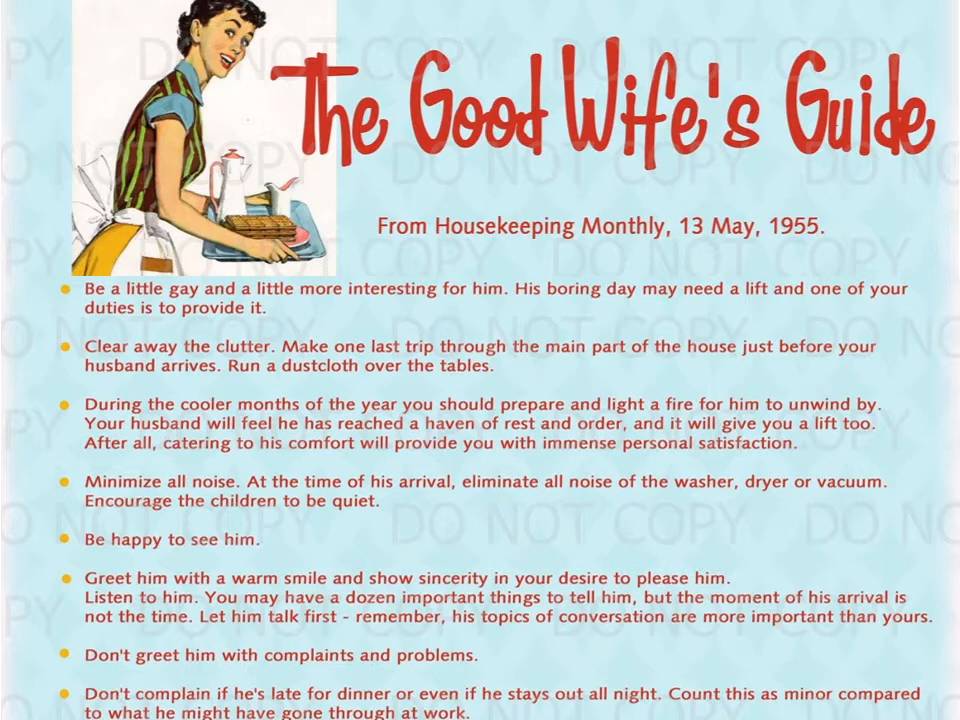 The Good Wife's Guide
From Housekeeping Monthly, 13 May, 1955.
• Be a little gay and a little more interesting for him. His boring day may need a lift and one of your
duties is to provide it.
• Clear away the clutter. Make one last trip through the main part of the house just before your
husband arrives. Run a dustcloth over the tables.
• During the cooler months of the year you should prepare and light a fire for him to unwind by.
Your husband will feel he has reached a haven of rest and order, and it will give you a lift too.
After all, catering to his comfort will provide you with immense personal satisfaction.
• Minimize all noise. At the time of his arrival, eliminate all noise of the washer, dryer or vacuum.
Encourage the children to be quiet.
• Be happy to see him.
• Greet him with a warm smile and show sincerity in your desire to please him.
Listen to him. You may have a dozen important things to tell him, but the moment of his arrival is
not the time. Let him talk first - remember, his topics of conversation are more important than yours.
• Don't greet him with complaints and problems.
• Don't complain if he's late for dinner or even if he stays out all night. Count this as minor compared
to what he might have gone through at work.
DO NOT COPY